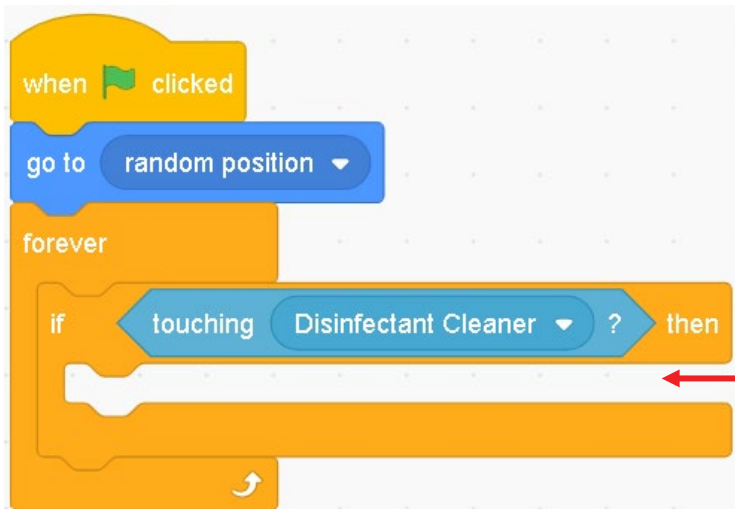 when clicked
go to random position
forever
if touching Disinfectant Cleaner ? then